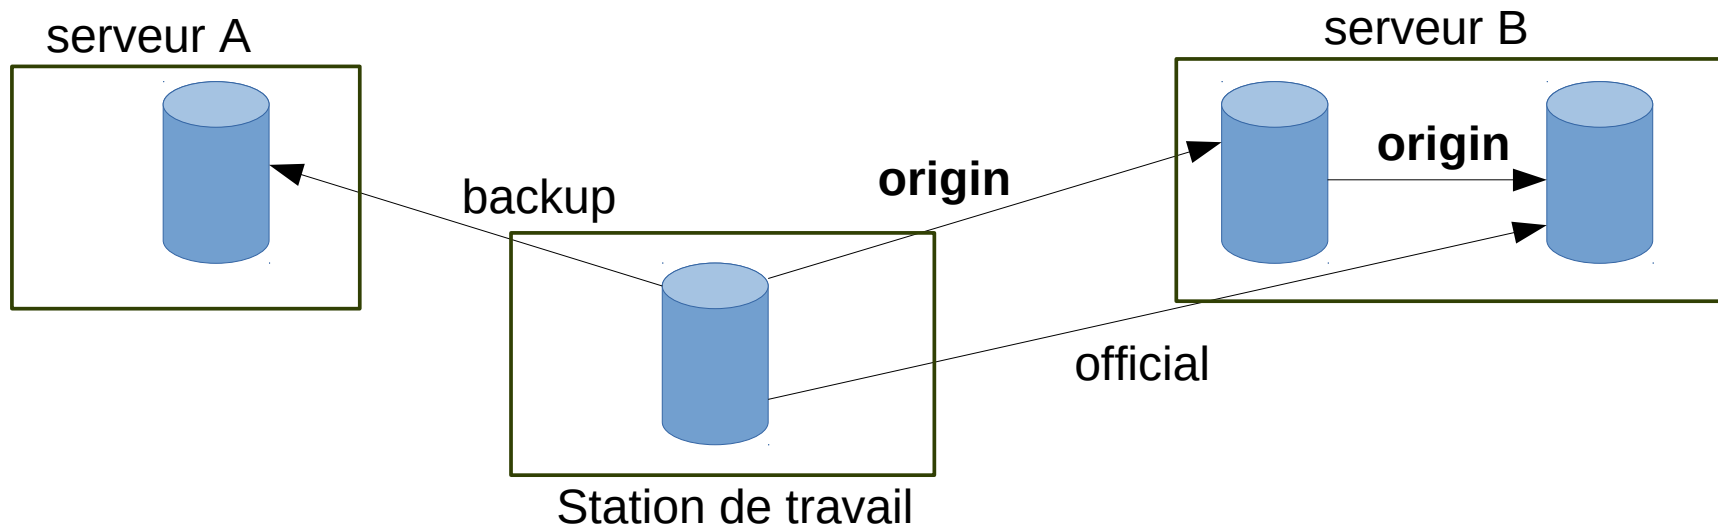 serveur A
serveur B
origin
origin
backup
official
Station de travail